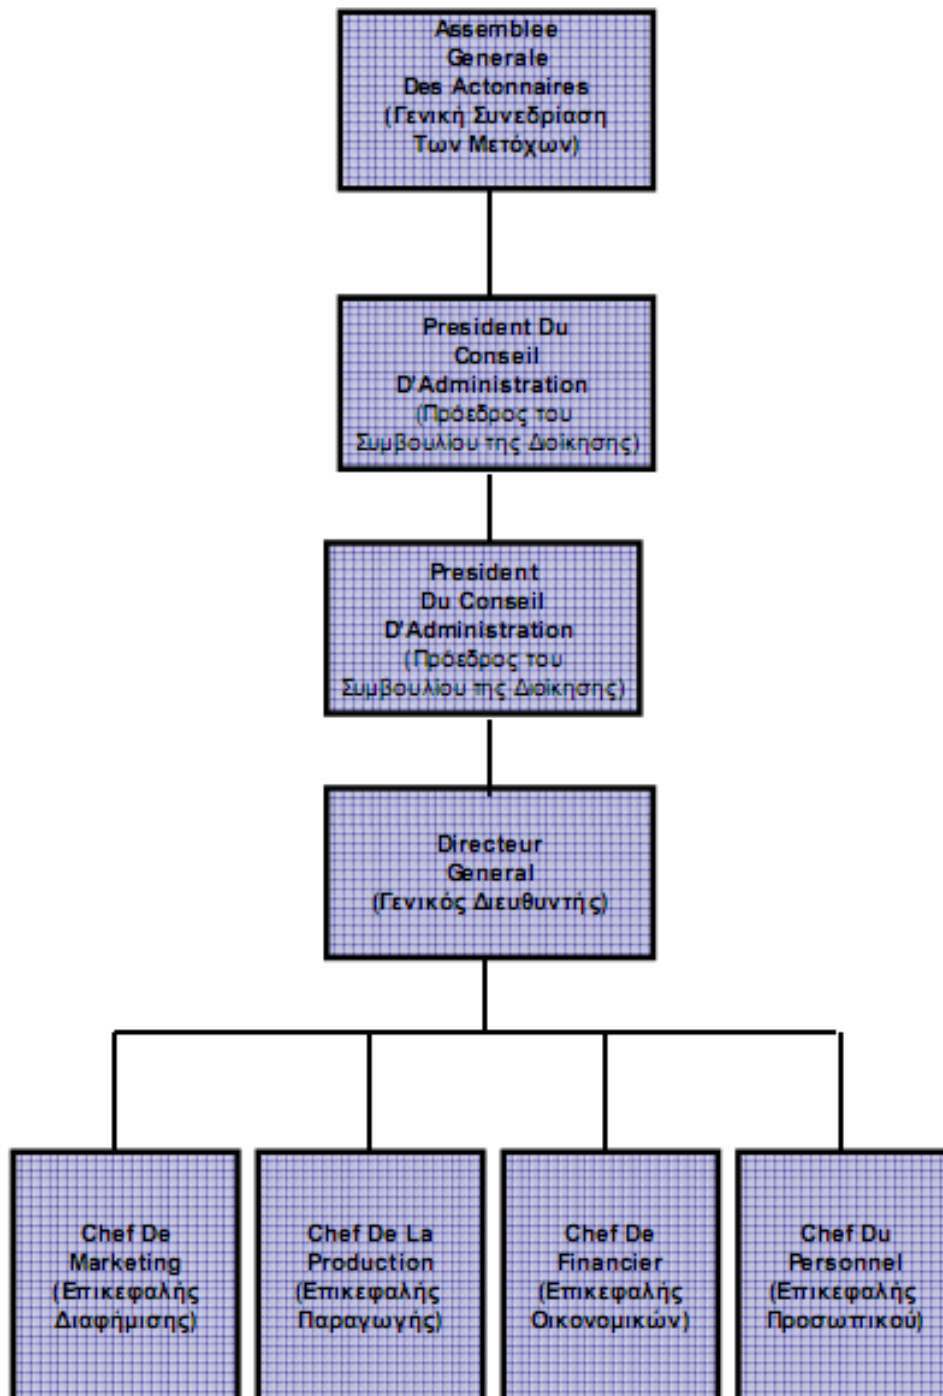 Assemblee
Generale
Des Actonnaires
(Γενική Συνεδρίαση
Των Μετόχων)
President Du
Conseil
D'Administration
(Πρόεδρος του
Συμβουλίου της Διοίκησης)
President
Du Conseil
D'Administration
(Πρόεδρος του
Συμβουλίου της Διοίκησης)
Directeur
General
(Γενικός Διευθυντής)
Chef De
Marketing
(Επικεφαλής
Διαφήμισης)
Chef De La
Production
(Επικεφαλής
Παραγωγής)
Chef De
Financier
(Επικεφαλής
Οικονομικών)
Chef Du
Personnel
(Επικεφαλής
Προσωπικού)